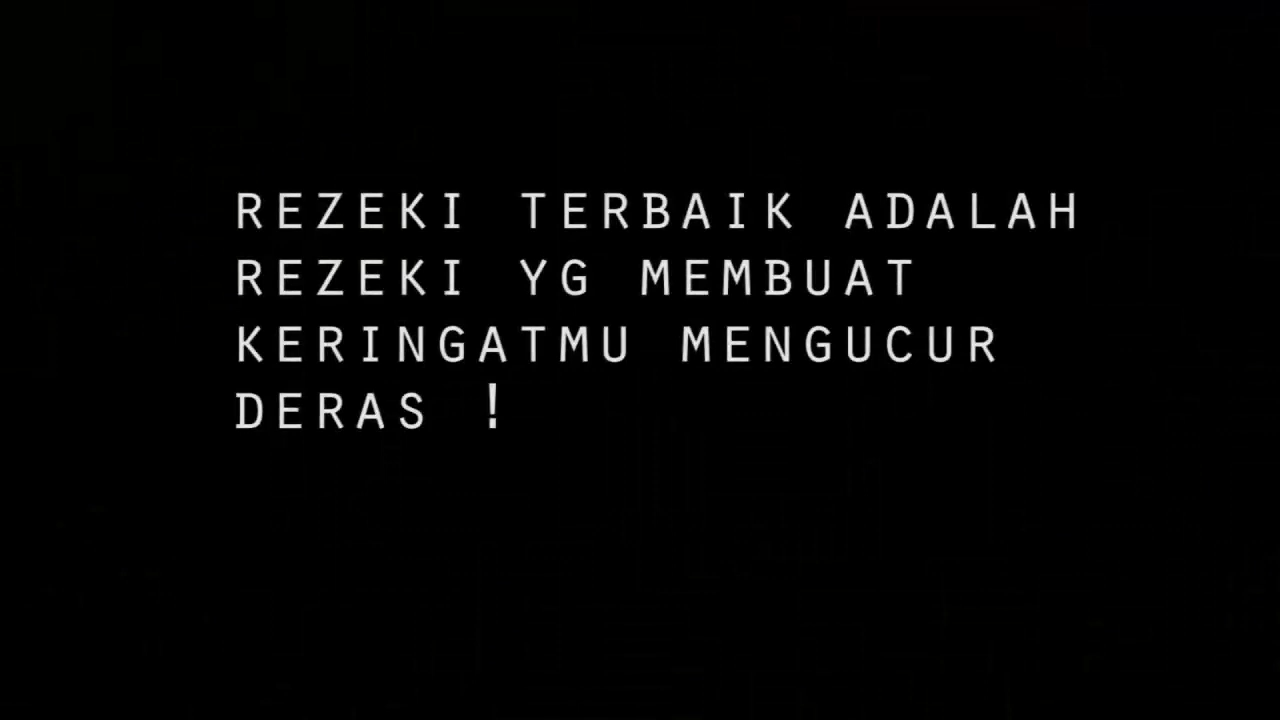 REZEKI TERBAIK ADALAH
REZEKI YG MEMBUAT
KERINGATMU MENGUCUR
DERAS !